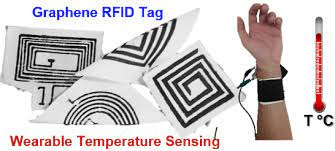 Graphene RFID Tag
Wearable Temperature Sensing
T °C